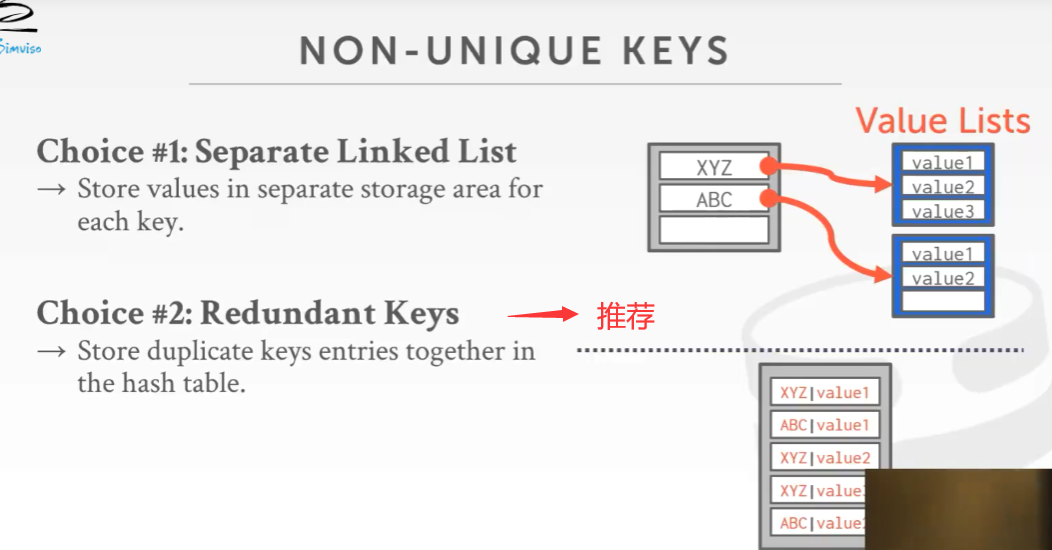 Simviso
NON-UNIQUE KEYS
Choice #1: Separate Linked List
→ Store values in separate storage area for
each key.
Value Lists
XYZ
ABC
value1
value2
value3
value1
value2
Choice #2: Redundant Keys
推荐
→ Store duplicate keys entries together in
the hash table.
XYZ|value1
ABC|value1
XYZ|value2
XYZ|value
ABC|value